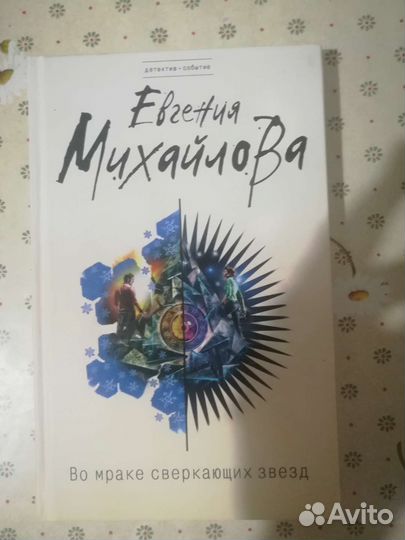 детектив-событие
Евгения
Михайлова
Во мраке сверкающих звезд
Avito